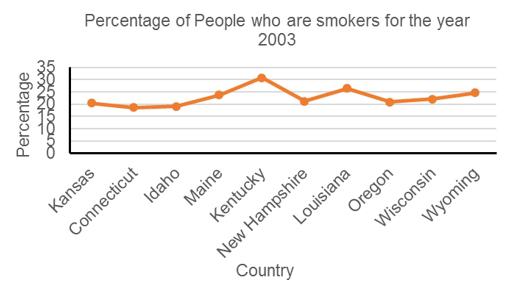 Percentage of People who are smokers for the year
2003
Percentage
35
30
25
20
15
10
5
0
Kansas
Connecticut
Idaho
Maine
Kentucky
New Hampshire
Louisiana
Oregon
Wisconsin
Wyoming
Country